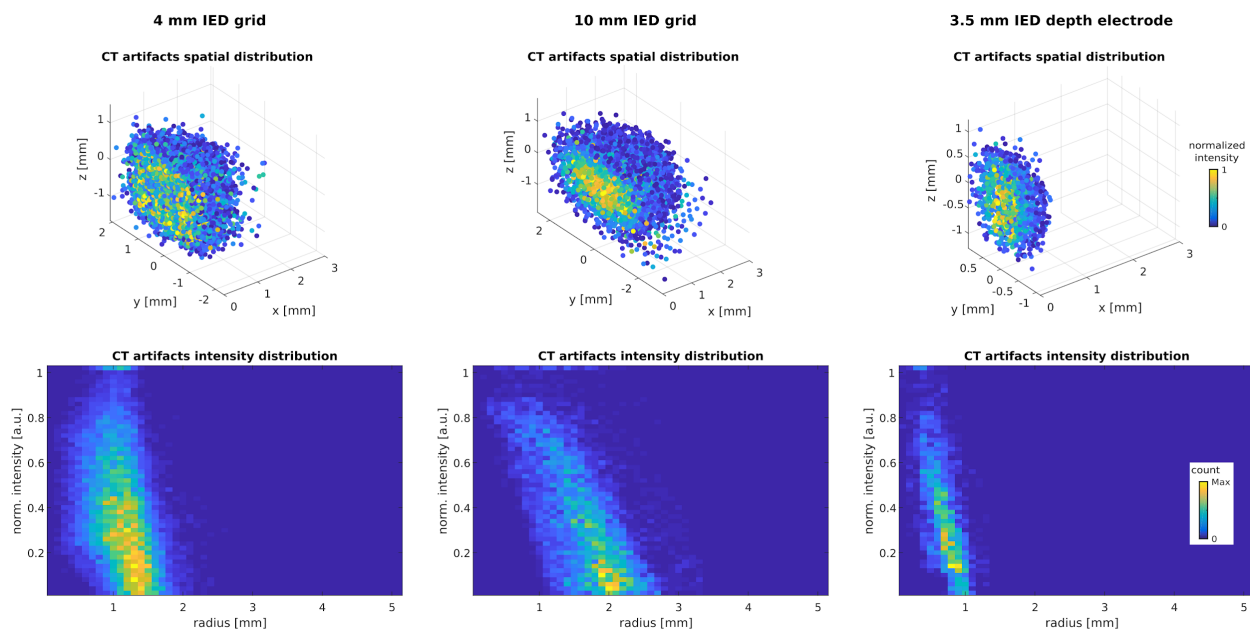 4 mm IED grid
10 mm IED grid
3.5 mm IED depth electrode
CT artifacts spatial distribution
CT artifacts spatial distribution
CT artifacts spatial distribution
z [mm]
1
0
-1
2
1
0
-1
-2
y [mm]
0
1
2
3
x [mm]
z [mm]
1
0
-1
2
0
-2
y [mm]
0
1
2
3
x [mm]
z [mm]
1
0.5
0
-0.5
-1
0.5
0
-0.5
-1
y [mm]
0
1
2
3
x [mm]
normalized
intensity
1
0
CT artifacts intensity distribution
CT artifacts intensity distribution
CT artifacts intensity distribution
norm. intensity [a.u.]
1
0.8
0.6
0.4
0.2
1 2 3 4 5
radius [mm]
norm. intensity [a.u.]
1
0.8
0.6
0.4
0.2
1 2 3 4 5
radius [mm]
norm. intensity [a.u.]
1
0.8
0.6
0.4
0.2
1 2 3 4 5
radius [mm]
count
Max
0